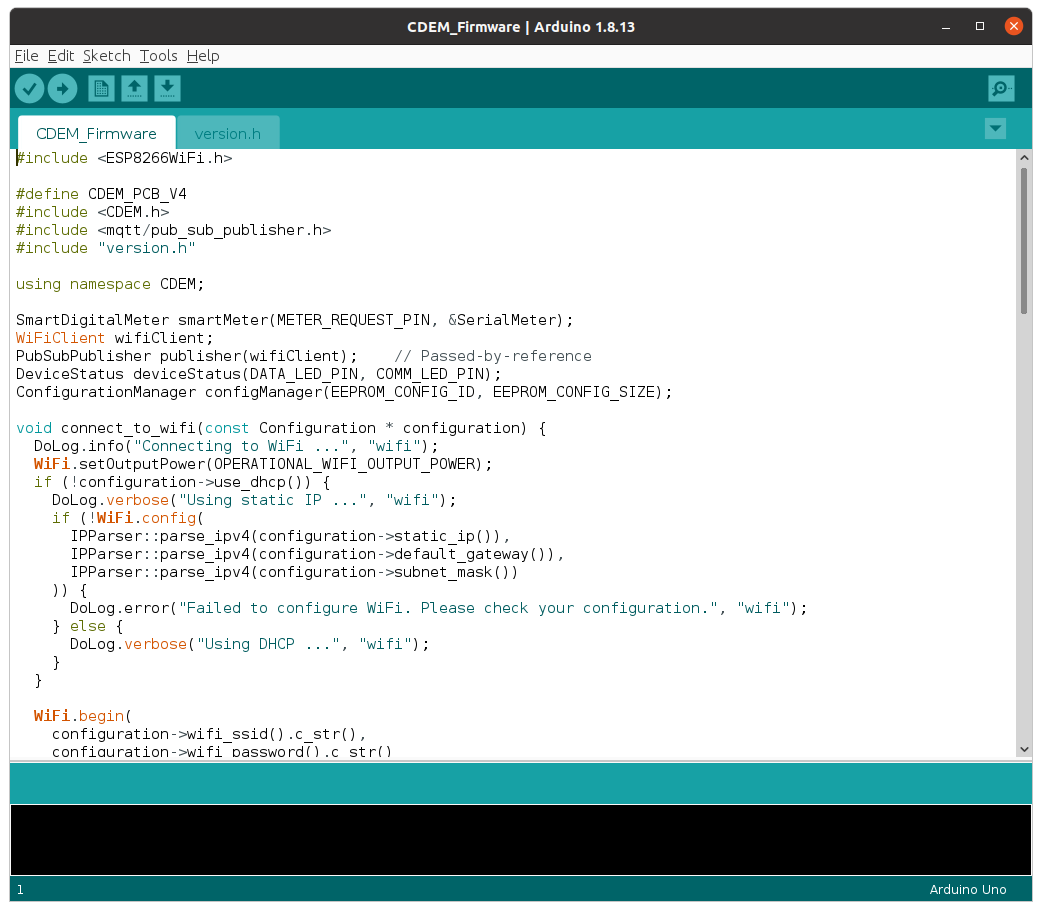 CDEM_Firmware | Arduino 1.8.13
File Edit Sketch Tools Help
CDEM_Firmware version.h
#include <ESP8266WiFi.h>
#define CDEM_PCB_V4
#include <CDEM.h>
#include <mqtt/pub_sub_publisher.h>
#include "version.h"
using namespace CDEM;
SmartDigitalMeter smartMeter(METER_REQUEST_PIN, &SerialMeter);
WiFiClient wifiClient;
PubSubPublisher publisher(wifiClient);    // Passed-by-reference
DeviceStatus deviceStatus(DATA_LED_PIN, COMM_LED_PIN);
ConfigurationManager configManager(EEPROM_CONFIG_ID, EEPROM_CONFIG_SIZE);
void connect_to_wifi(const Configuration * configuration) {
  DoLog.info("Connecting to WiFi ...", "wifi");
  WiFi.setOutputPower(OPERATIONAL_WIFI_OUTPUT_POWER);
  if (!configuration->use_dhcp()) {
    DoLog.verbose("Using static IP ...", "wifi");
    if (!WiFi.config(
      IPParser::parse_ipv4(configuration->static_ip()),
      IPParser::parse_ipv4(configuration->default_gateway()),
      IPParser::parse_ipv4(configuration->subnet_mask())
    )) {
      DoLog.error("Failed to configure WiFi. Please check your configuration.", "wifi");
    } else {
      DoLog.verbose("Using DHCP ...", "wifi");
    }
  }
  WiFi.begin(
    configuration->wifi_ssid().c_str(),
    configuration->wifi_password().c_str()
1 Arduino Uno